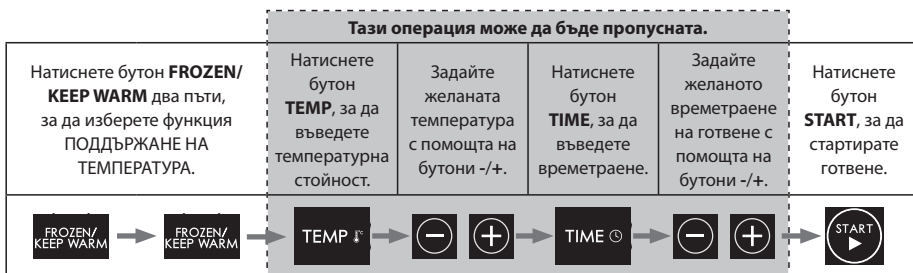 Тази операция може да бъде пропусната.
Натиснете бутон FROZEN/
KEEP WARM два пъти,
за да изберете функция
ПОДДЪРЖАНЕ НА
ТЕМПЕРАТУРА.
Натиснете
бутон
TEMP, за да
въведете
температурна
стойност.
Задайте
желаната
температура
с помощта на
бутони -/+.
Натиснете
бутон
TIME, за да
въведете
времетраене.
Задайте
желаното
времетраене
на готвене с
помощта на
бутони -/+.
Натиснете
бутон
START, за да
стартирате
готвене.
FROZEN/
KEEP WARM
FROZEN/
KEEP WARM
TEMP °C
− +
TIME
− +
START